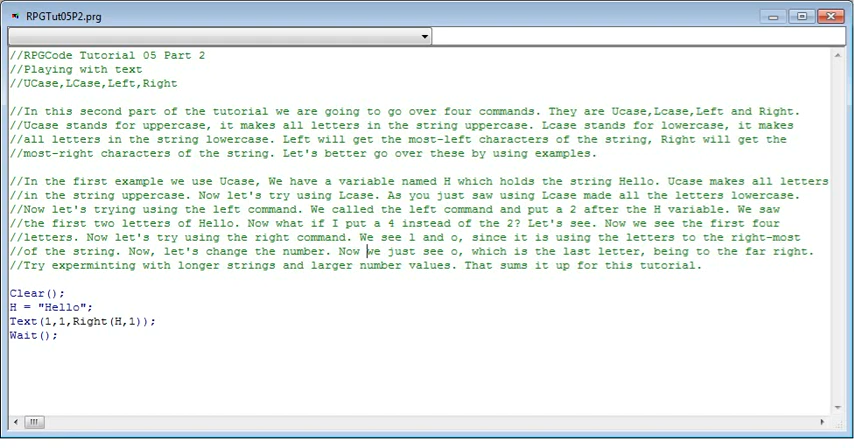 RPGTut05P2.prg
//RPGCode Tutorial 05 Part 2
//Playing with text
//UCase,LCase,Left,Right
//In this second part of the tutorial we are going to go over four commands. They are Ucase,Lcase,Left and Right.
//Ucase stands for uppercase, it makes all letters in the string uppercase. Lcase stands for lowercase, it makes
//all letters in the string lowercase. Left will get the most-left characters of the string, Right will get the
//most-right characters of the string. Let's better go over these by using examples.
//In the first example we use Ucase, We have a variable named H which holds the string Hello. Ucase makes all letters
//in the string uppercase. Now let's try using Lcase. As you just saw using Lcase made all the letters lowercase.
//Now let's trying using the left command. We called the left command and put a 2 after the H variable. We saw
//the first two letters of Hello. Now what if I put a 4 instead of the 2? Let's see. Now we see the first four
//letters. Now let's try using the right command. We see l and o, since it is using the letters to the right-most
//of the string. Now, let's change the number. Now we just see o, which is the last letter, being to the far right.
//Try experminting with longer strings and larger number values. That sums it up for this tutorial.
Clear();
H = "Hello";
Text(1,1,Right(H,1));
Wait();